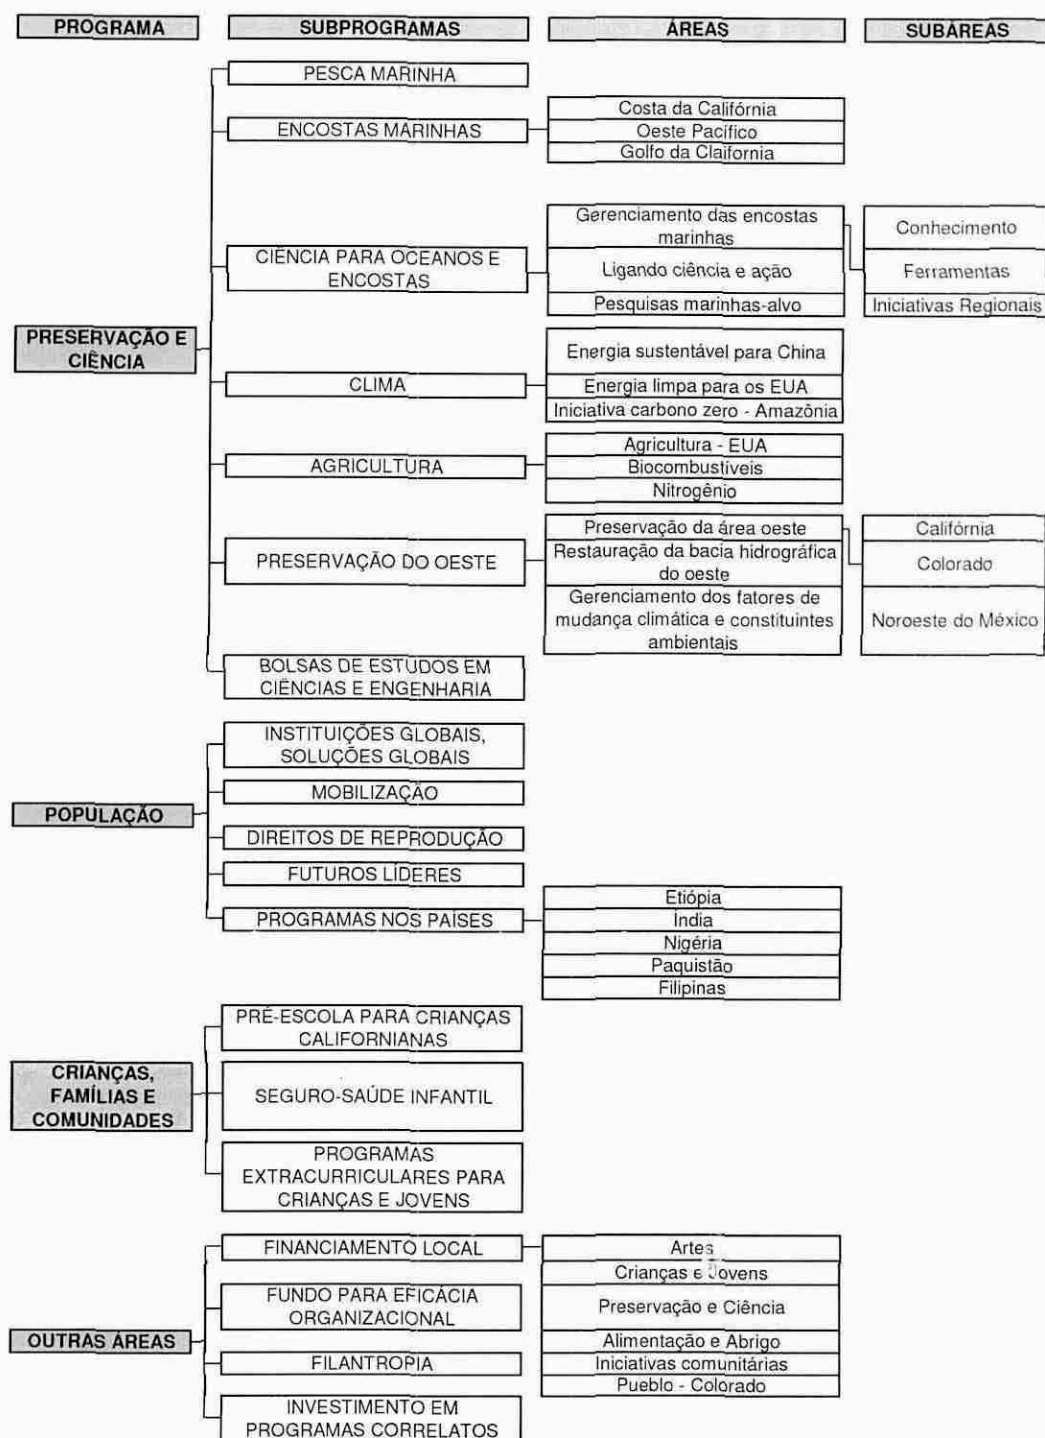 PROGRAMA
SUBPROGRAMAS
ÁREAS
SUBÁREAS
PRESERVAÇÃO E
CIÊNCIA
PESCA MARINHA
ENCOSTAS MARINHAS
Costa da Califórnia
Oeste Pacífico
Golfo da Claifornia
CIÊNCIA PARA OCEANOS E
ENCOSTAS
Gerenciamento das encostas
marinhas
Ligando ciência e ação
Pesquisas marinhas-alvo
Conhecimento
Ferramentas
Iniciativas Regionais
CLIMA
Energia sustentável para China
Energia limpa para os EUA
Iniciativa carbono zero - Amazônia
AGRICULTURA
Agricultura - EUA
Biocombustíveis
Nitrogênio
PRESERVAÇÃO DO OESTE
Preservação da área oeste
Restauração da bacia hidrográfica
do oeste
Gerenciamento dos fatores de
mudança climática e constituintes
ambientais
Califórnia
Colorado
Noroeste do México
BOLSAS DE ESTUDOS EM
CIÊNCIAS E ENGENHARIA
POPULAÇÃO
INSTITUIÇÕES GLOBAIS,
SOLUÇÕES GLOBAIS
MOBILIZAÇÃO
DIREITOS DE REPRODUÇÃO
FUTUROS LÍDERES
PROGRAMAS NOS PAÍSES
Etiópia
Índia
Nigéria
Paquistão
Filipinas
CRIANÇAS,
FAMÍLIAS E
COMUNIDADES
PRÉ-ESCOLA PARA CRIANÇAS
CALIFORNIANAS
SEGURO-SAÚDE INFANTIL
PROGRAMAS
EXTRACURRICULARES PARA
CRIANÇAS E JOVENS
OUTRAS ÁREAS
FINANCIAMENTO LOCAL
FUNDO PARA EFICÁCIA
ORGANIZACIONAL
FILANTROPIA
INVESTIMENTO EM
PROGRAMAS CORRELATOS
Artes
Crianças e Jovens
Preservação e Ciência
Alimentação e Abrigo
Iniciativas comunitárias
Pueblo - Colorado